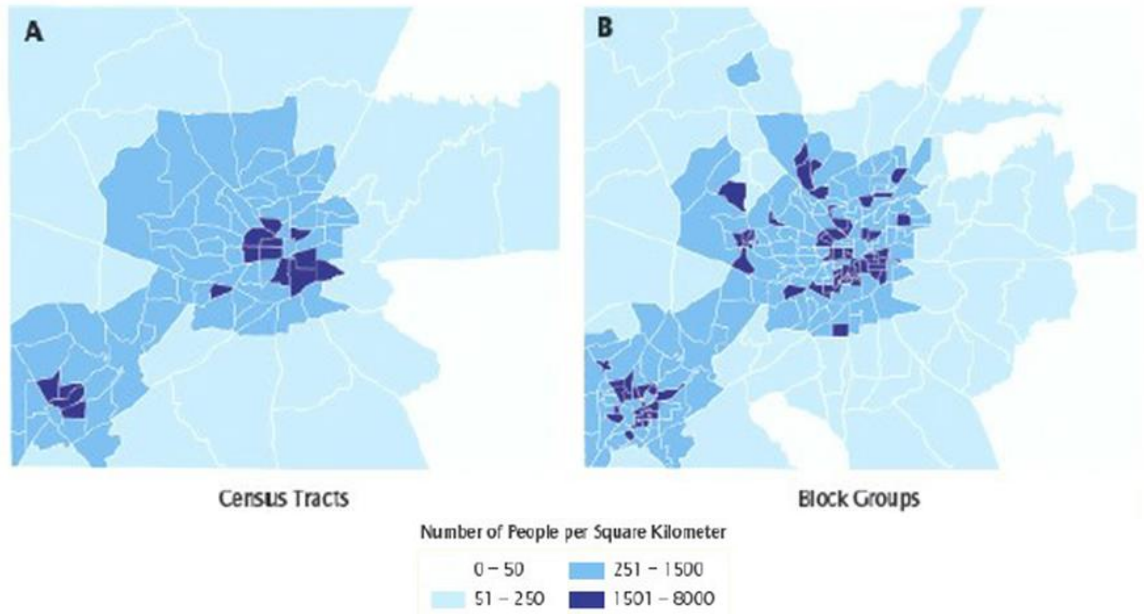 A
B
Census Tracts
Block Groups
Number of People per Square Kilometer
0 – 50
251 – 1500
51 – 250
1501 – 8000